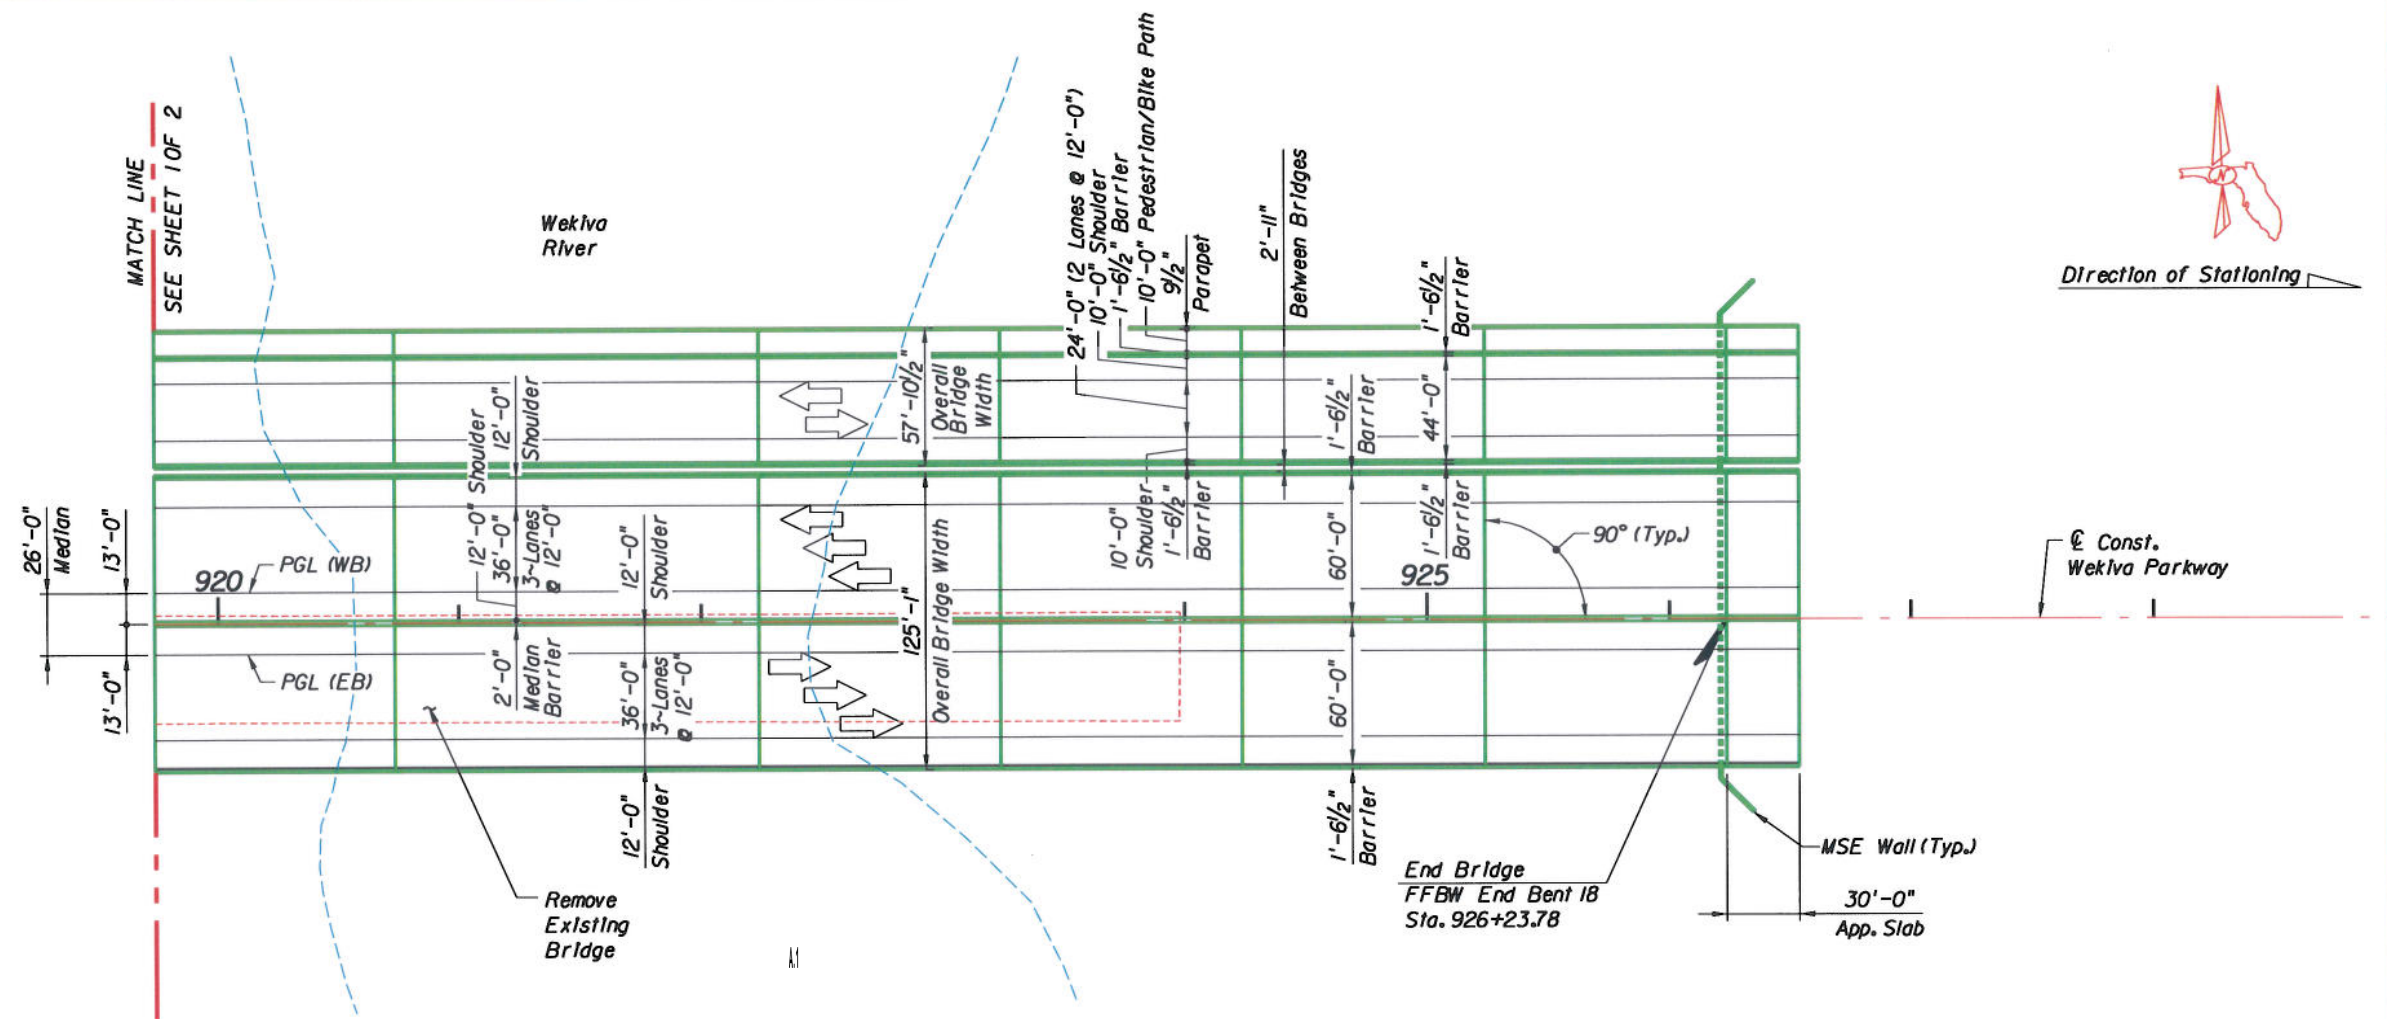 MATCH LINE
SEE SHEET 1 OF 2
Wekiva
River
24'-0" (2 Lanes @ 12'-0")
10'-0" Shoulder
1'-6½" Barrier
10'-0" Pedestrian/Bike Path
9½"
Parapet
2'-11"
Between Bridges
1'-6½"
Barrier
Direction of Stationing
N
12'-0" Shoulder
12'-0"
Shoulder
57'-10½"
Overall
Bridge
Width
1'-6½"
Barrier
44'-0"
26'-0"
Median
13'-0"
13'-0"
920
PGL (WB)
PGL (EB)
36'-0"
3~Lanes
@ 12'-0"
12'-0"
Shoulder
2'-0"
Median
Barrier
36'-0"
3~Lanes
@ 12'-0"
12'-0"
Shoulder
125'-1"
Overall Bridge Width
10'-0"
Shoulder
1'-6½"
Barrier
60'-0"
60'-0"
1'-6½"
Barrier
925
1'-6½"
Barrier
90° (Typ.)
℄ Const.
Wekiva Parkway
Remove
Existing
Bridge
A.1
End Bridge
FFBW End Bent 18
Sta. 926+23.78
MSE Wall (Typ.)
30'-0"
App. Slab